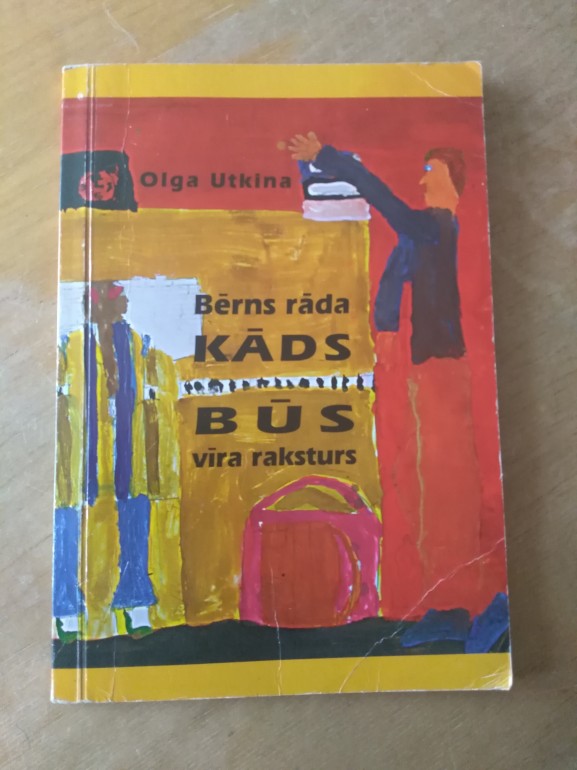 Olga Utkina
Bērns rāda
KĀDS
BŪS
vīra raksturs